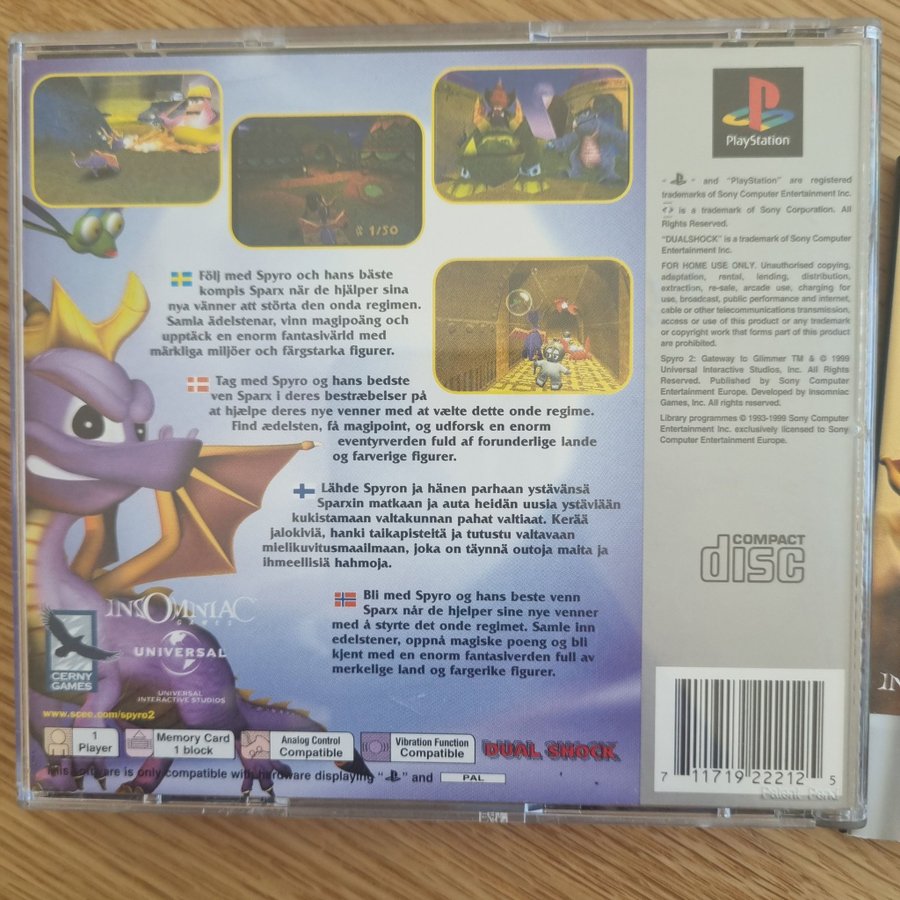 1/50
Följ med Spyro och hans bäste
kompis Sparx när de hjälper sina
nya vänner att störta den onda regimen.
Samla ädelstenar, vinn magipoäng och
upptäck en enorm fantasivärld med
märkliga miljöer och färgstarka figurer.
Tag med Spyro og hans bedste
ven Sparx i deres bestræbelser på
at hjælpe deres nye venner med at vælte dette onde regime.
Find ædelsten, få magipoint, og udforsk en enorm
eventyrverden fuld af forunderlige lande
og farverige figurer.
Lähde Spyron ja hänen parhaan ystävänsä
Sparxin matkaan ja auta heidän uusia ystäviään
kukistamaan valtakunnan pahat valtiaat. Kerää
jalokiviä, hanki taikapisteitä ja tutustu valtavaan
mielikuvitusmaailmaan, joka on täynnä outoja maita ja
ihmeellisiä hahmoja.
Bli med Spyro og hans beste venn
Sparx når de hjelper sine nye venner
med å styrte det onde regimet. Samle inn
edelstener, oppnå magiske poeng og bli
kjent med en enorm fantasiverden full av
merkelige land og fargerike figurer.
INSOMNIAC
GAMES
CERNY
GAMES
UNIVERSAL
UNIVERSAL
INTERACTIVE STUDIOS
www.scee.com/spyro2
1
Player
Memory Card
1 block
Analog Control
Compatible
Vibration Function
Compatible
DUAL SHOCK
This software is only compatible with hardware displaying " " and PAL
PlayStation
" " and "PlayStation" are registered
trademarks of Sony Computer Entertainment Inc.
is a trademark of Sony Corporation. All
Rights Reserved.
"DUALSHOCK" is a trademark of Sony Computer
Entertainment Inc.
FOR HOME USE ONLY. Unauthorised copying,
adaptation, rental, lending, distribution,
extraction, re-sale, arcade use, charging for
use, broadcast, public performance and internet,
cable or other telecommunications transmission,
access or use of this product or any trademark
or copyright work that forms part of this product
are prohibited.
Spyro 2: Gateway to Glimmer TM & © 1999
Universal Interactive Studios, Inc. All Rights
Reserved. Published by Sony Computer
Entertainment Europe. Developed by Insomniac
Games, Inc. All rights reserved.
Library programmes © 1993-1999 Sony Computer
Entertainment Inc. exclusively licensed to Sony
Computer Entertainment Europe.
COMPACT
disc
7 11719 22212 5
Patent Pend
IN